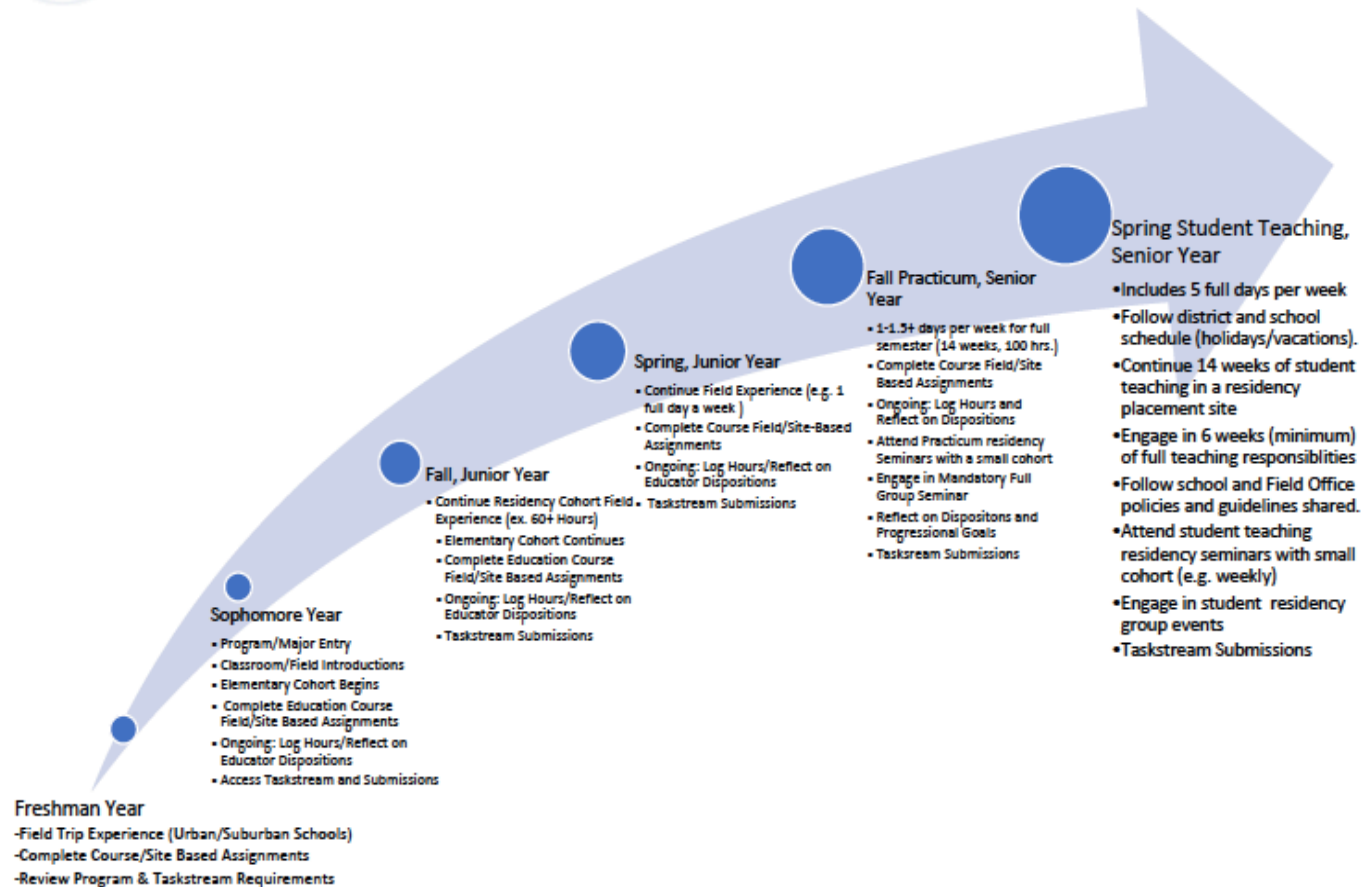 Freshman Year
-Field Trip Experience (Urban/Suburban Schools)
-Complete Course/Site Based Assignments
-Review Program & Taskstream Requirements
Sophomore Year
▪ Program/Major Entry
▪ Classroom/Field Introductions
▪ Elementary Cohort Begins
▪ Complete Education Course
Field/Site Based Assignments
▪ Ongoing: Log Hours/Reflect on
Educator Dispositions
▪ Access Taskstream and Submissions
Fall, Junior Year
▪ Continue Residency Cohort Field
Experience (ex. 60+ Hours)
▪ Elementary Cohort Continues
▪ Complete Education Course
Field/Site Based Assignments
▪ Ongoing: Log Hours/Reflect on
Educator Dispositions
▪ Taskstream Submissions
Spring, Junior Year
▪ Continue Field Experience (e.g. 1
full day a week )
▪ Complete Course Field/Site-Based
Assignments
▪ Ongoing: Log Hours/Reflect on
Educator Dispositions
▪ Taskstream Submissions
Fall Practicum, Senior
Year
▪ 1-1.5+ days per week for full
semester (14 weeks, 100 hrs.)
▪ Complete Course Field/Site
Based Assignments
▪ Ongoing: Log Hours and
Reflect on Dispositions
▪ Attend Practicum residency
Seminars with a small cohort
▪ Engage in Mandatory Full
Group Seminar
▪ Reflect on Dispositons and
Progressional Goals
▪ Tasksream Submissions
Spring Student Teaching,
Senior Year
•Includes 5 full days per week
•Follow district and school
schedule (holidays/vacations).
•Continue 14 weeks of student
teaching in a residency
placement site
•Engage in 6 weeks (minimum)
of full teaching responsiblities
•Follow school and Field Office
policies and guidelines shared.
•Attend student teaching
residency seminars with small
cohort (e.g. weekly)
•Engage in student residency
group events
•Taskstream Submissions